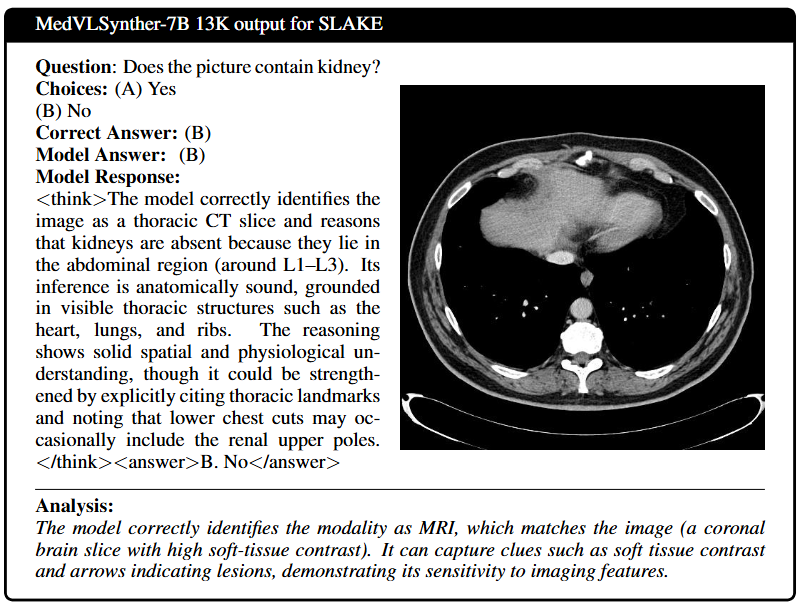 MedVLSynther-7B 13K output for SLAKE
Question: Does the picture contain kidney?
Choices: (A) Yes
(B) No
Correct Answer: (B)
Model Answer: (B)
Model Response:
<think>The model correctly identifies the
image as a thoracic CT slice and reasons
that kidneys are absent because they lie in
the abdominal region (around L1–L3). Its
inference is anatomically sound, grounded
in visible thoracic structures such as the
heart, lungs, and ribs. The reasoning
shows solid spatial and physiological un-
derstanding, though it could be strength-
ened by explicitly citing thoracic landmarks
and noting that lower chest cuts may oc-
casionally include the renal upper poles.
</think><answer>B. No</answer>
Analysis:
The model correctly identifies the modality as MRI, which matches the image (a coronal
brain slice with high soft-tissue contrast). It can capture clues such as soft tissue contrast
and arrows indicating lesions, demonstrating its sensitivity to imaging features.